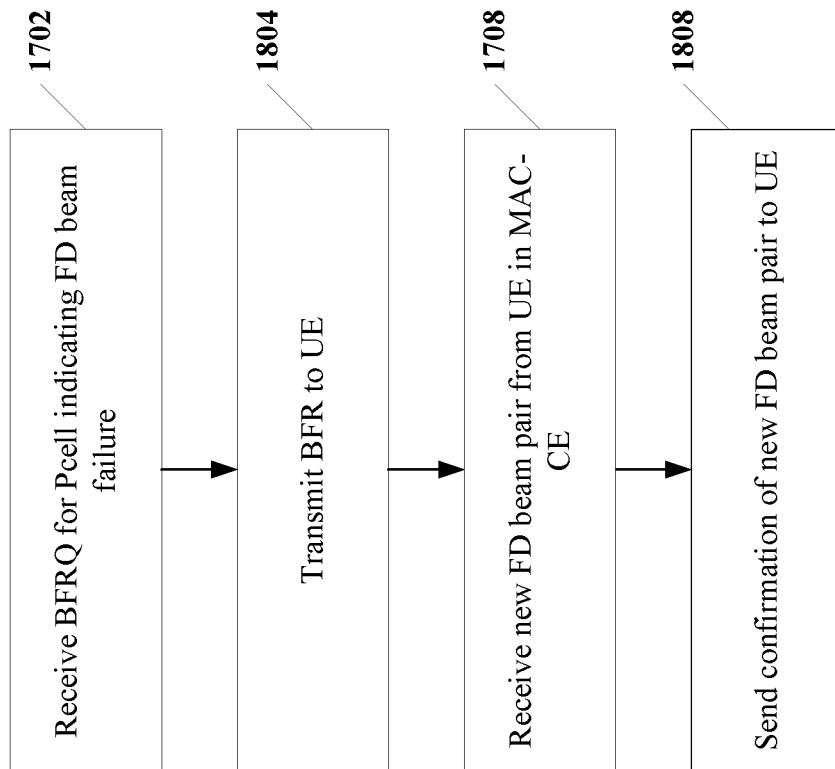 1702
Receive BFRQ for Pcell indicating FD beam
failure
1804
Transmit BFR to UE
1708
Receive new FD beam pair from UE in MAC-
CE
1808
Send confirmation of new FD beam pair to UE